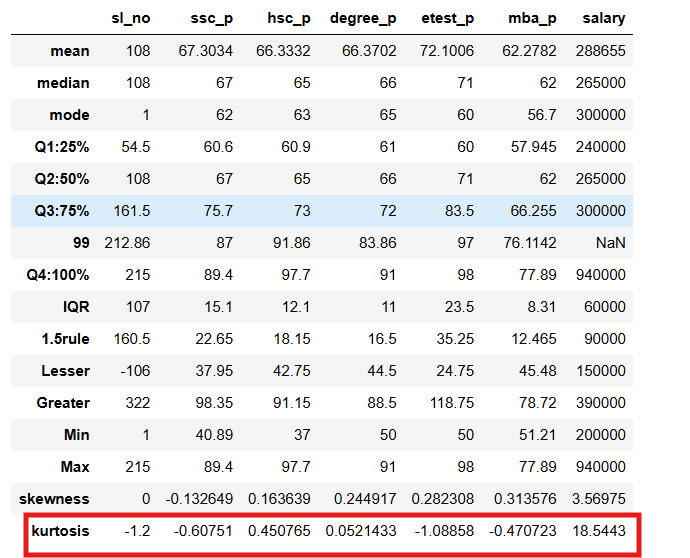 sl_no ssc_p hsc_p degree_p etest_p mba_p salary
mean 108 67.3034 66.3332 66.3702 72.1006 62.2782 288655
median 108 67 65 66 71 62 265000
mode 1 62 63 65 60 56.7 300000
Q1:25% 54.5 60.6 60.9 61 60 57.945 240000
Q2:50% 108 67 65 66 71 62 265000
Q3:75% 161.5 75.7 73 72 83.5 66.255 300000
99 212.86 87 91.86 83.86 97 76.1142 NaN
Q4:100% 215 89.4 97.7 91 98 77.89 940000
IQR 107 15.1 12.1 11 23.5 8.31 60000
1.5rule 160.5 22.65 18.15 16.5 35.25 12.465 90000
Lesser -106 37.95 42.75 44.5 24.75 45.48 150000
Greater 322 98.35 91.15 88.5 118.75 78.72 390000
Min 1 40.89 37 50 50 51.21 200000
Max 215 89.4 97.7 91 98 77.89 940000
skewness 0 -0.132649 0.163639 0.244917 0.282308 0.313576 3.56975
kurtosis -1.2 -0.60751 0.450765 0.0521433 -1.08858 -0.470723 18.5443